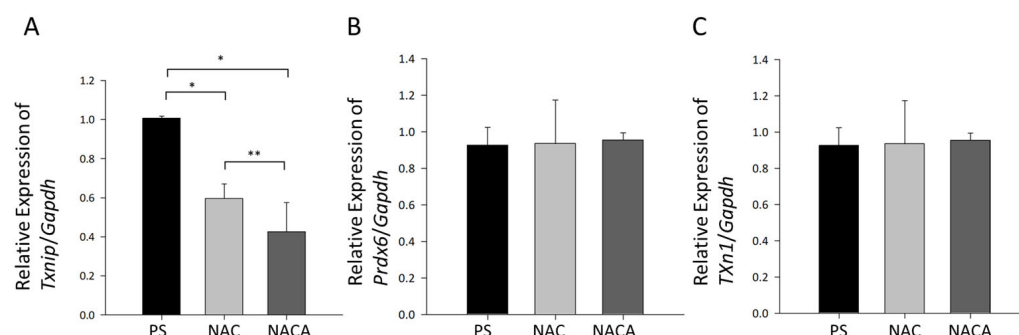 A
Relative Expression of
Txnip/Gapdh
1.2
1.0
0.8
0.6
0.4
0.2
0.0
*
*
**
PS NAC NACA
B
Relative Expression of
Prdx6/Gapdh
1.4
1.2
1.0
0.8
0.6
0.4
0.2
0.0
PS NAC NACA
C
Relative Expression of
TXn1/Gapdh
1.4
1.2
1.0
0.8
0.6
0.4
0.2
0.0
PS NAC NACA